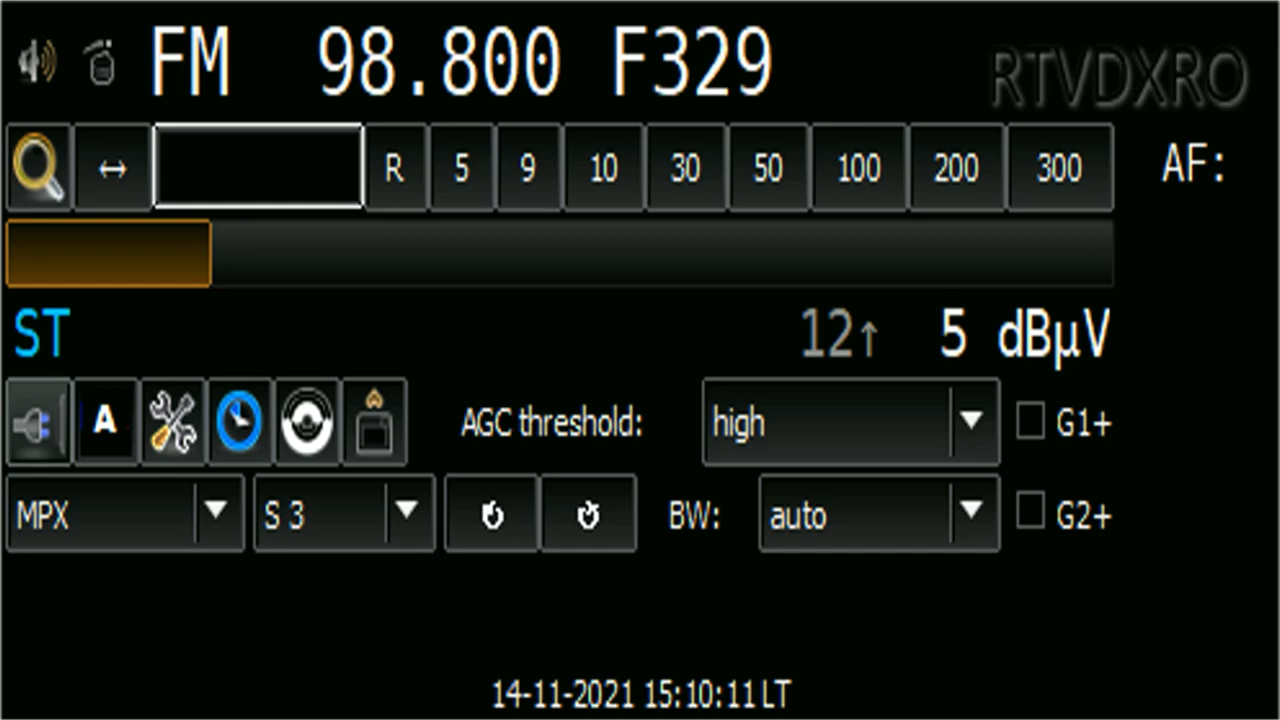 FM 98.800 F329 RTVDXRO
↔ R 5 9 10 30 50 100 200 300 AF:
ST 12↑ 5 dBµV
A AGC threshold: high G1+
MPX S 3 BW: auto G2+
14-11-2021 15:10:11 LT